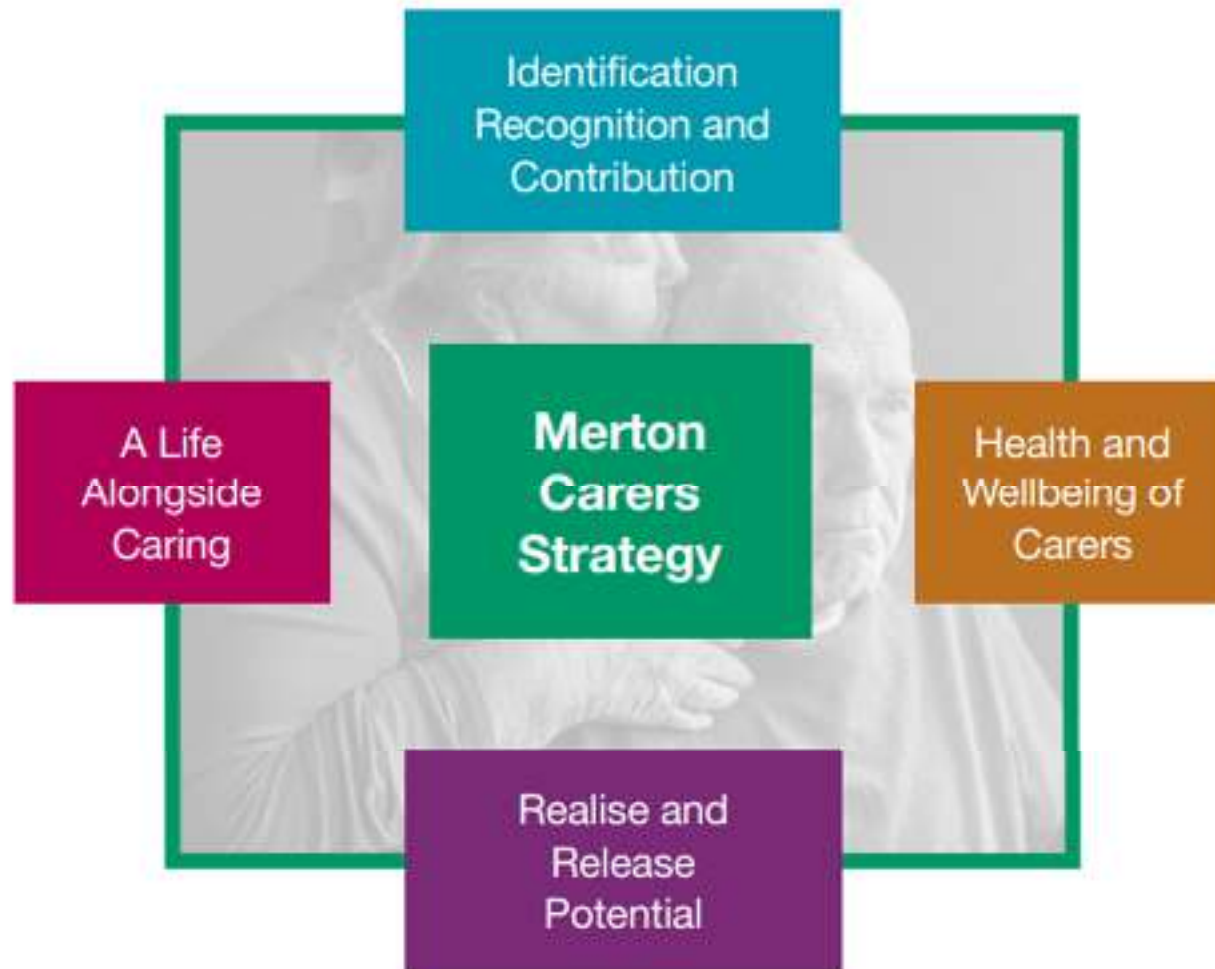 Identification
Recognition and
Contribution
A Life
Alongside
Caring
Merton
Carers
Strategy
Health and
Wellbeing of
Carers
Realise and
Release
Potential